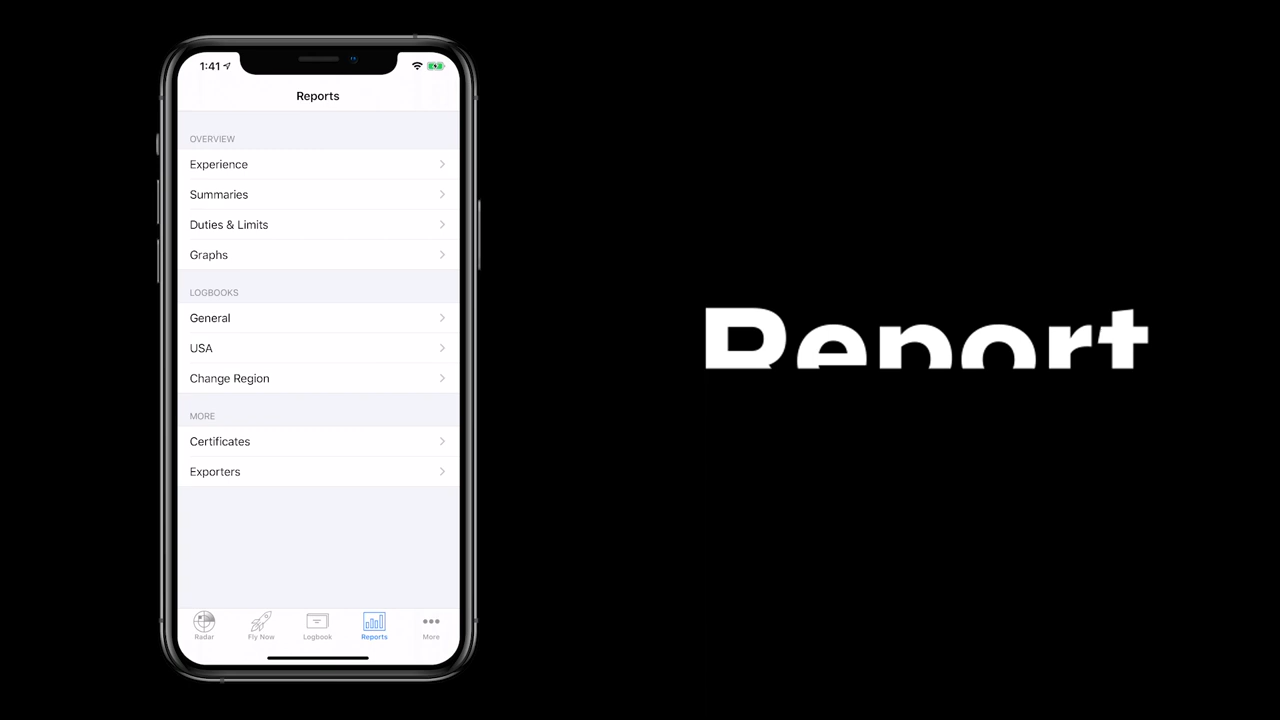 1:41
Reports
OVERVIEW
Experience
Summaries
Duties & Limits
Graphs
LOGBOOKS
General
USA
Change Region
MORE
Certificates
Exporters
Radar
Fly Now
Logbook
Reports
More
Report